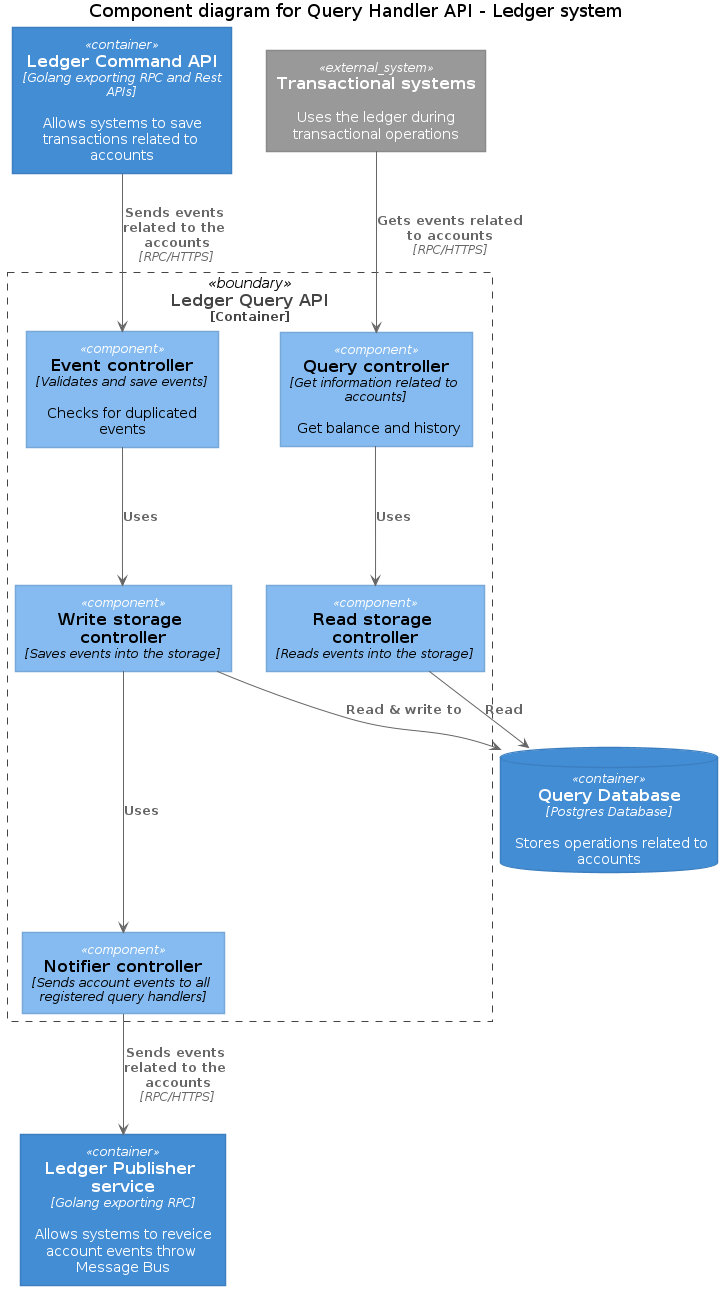 Component diagram for Query Handler API - Ledger system
«container»
Ledger Command API
[Golang exporting RPC and Rest
APIs]
Allows systems to save
transactions related to
accounts
«external_system»
Transactional systems
Uses the ledger during
transactional operations
Sends events
related to the
accounts
[RPC/HTTPS]
Gets events related
to accounts
[RPC/HTTPS]
«boundary»
Ledger Query API
[Container]
«component»
Event controller
[Validates and save events]
Checks for duplicated
events
«component»
Query controller
[Get information related to
accounts]
Get balance and history
Uses
Uses
«component»
Write storage
controller
[Saves events into the storage]
«component»
Read storage
controller
[Reads events into the storage]
Read & write to
Read
«container»
Query Database
[Postgres Database]
Stores operations related to
accounts
Uses
«component»
Notifier controller
[Sends account events to all
registered query handlers]
Sends events
related to the
accounts
[RPC/HTTPS]
«container»
Ledger Publisher
service
[Golang exporting RPC]
Allows systems to reveice
account events throw
Message Bus